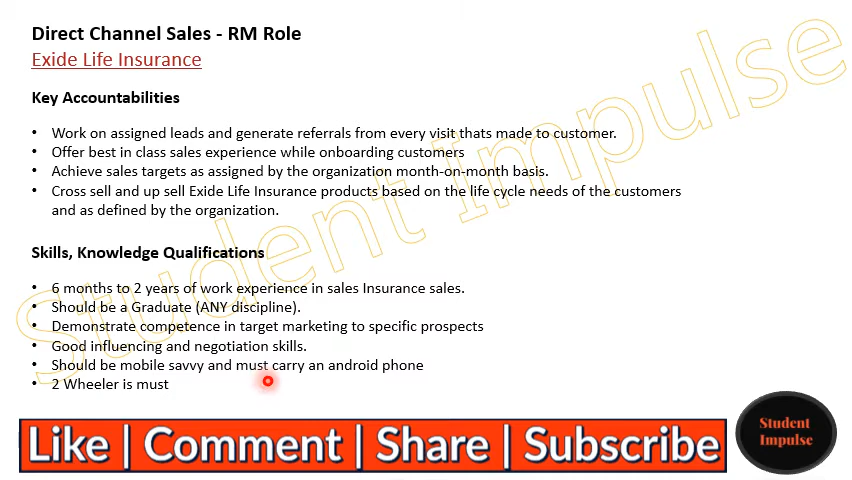 Direct Channel Sales - RM Role
Exide Life Insurance
Key Accountabilities
• Work on assigned leads and generate referrals from every visit thats made to customer.
• Offer best in class sales experience while onboarding customers
• Achieve sales targets as assigned by the organization month-on-month basis.
• Cross sell and up sell Exide Life Insurance products based on the life cycle needs of the customers
and as defined by the organization.
Skills, Knowledge Qualifications
• 6 months to 2 years of work experience in sales Insurance sales.
• Should be a Graduate (ANY discipline).
• Demonstrate competence in target marketing to specific prospects
• Good influencing and negotiation skills.
• Should be mobile savvy and must carry an android phone
• 2 Wheeler is must
Student Impulse
Like | Comment | Share | Subscribe
Student
Impulse